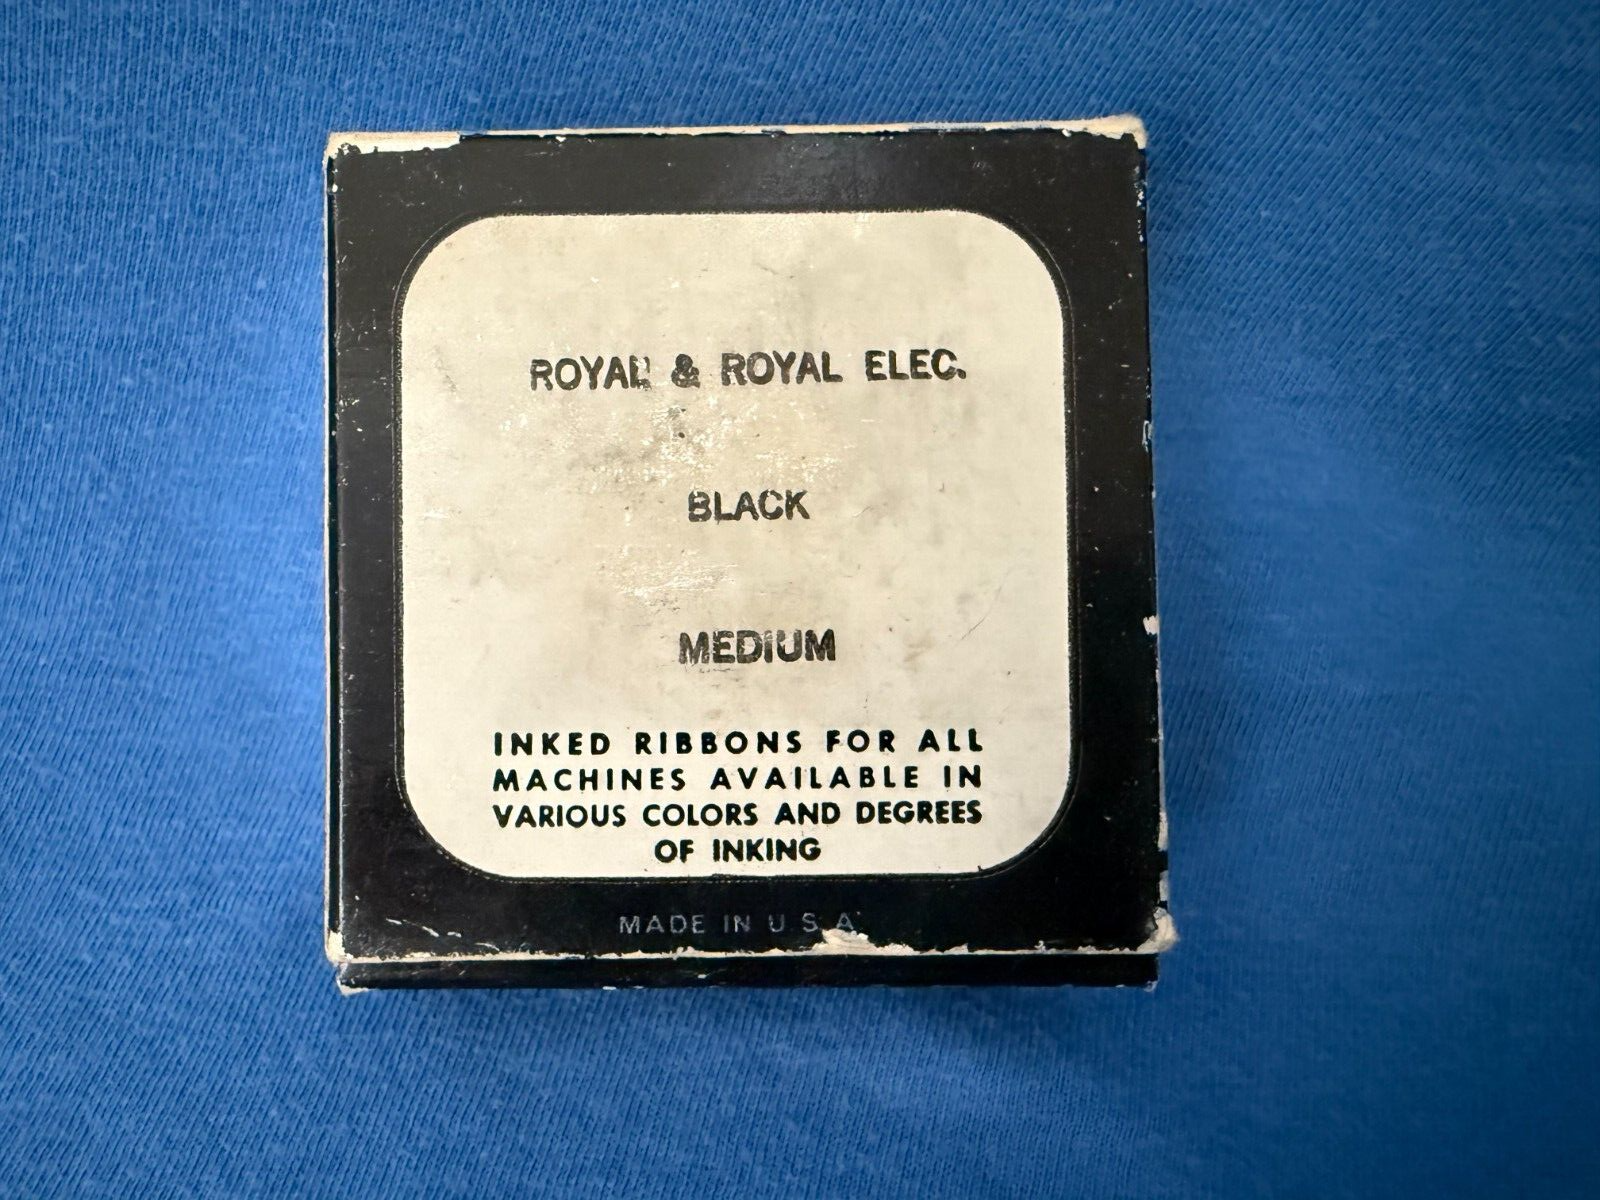 ROYAL & ROYAL ELEC.
BLACK
MEDIUM
INKED RIBBONS FOR ALL
MACHINES AVAILABLE IN
VARIOUS COLORS AND DEGREES
OF INKING
MADE IN U.S.A.